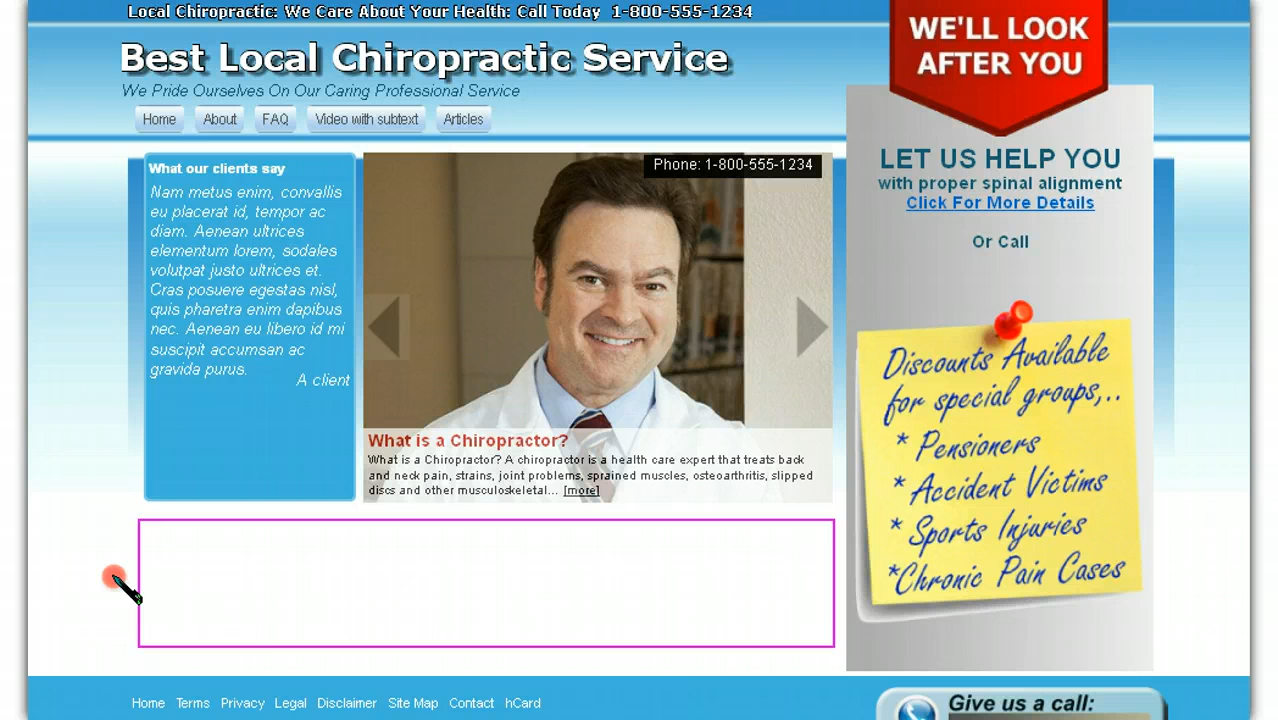 Local Chiropractic: We Care About Your Health: Call Today 1-800-555-1234
Best Local Chiropractic Service
We Pride Ourselves On Our Caring Professional Service
Home About FAQ Video with subtext Articles
WE'LL LOOK
AFTER YOU
What our clients say
Nam metus enim, convallis
eu placerat id, tempor ac
diam. Aenean ultrices
elementum lorem, sodales
volutpat justo ultrices et.
Cras posuere egestas nisl,
quis pharetra enim dapibus
nec. Aenean eu libero id mi
suscipit accumsan ac
gravida purus.
A client
Phone: 1-800-555-1234
What is a Chiropractor?
What is a Chiropractor? A chiropractor is a health care expert that treats back
and neck pain, strains, joint problems, sprained muscles, osteoarthritis, slipped
discs and other musculoskeletal... [more]
LET US HELP YOU
with proper spinal alignment
Click For More Details
Or Call
Discounts Available
for special groups,..
* Pensioners
* Accident Victims
* Sports Injuries
*Chronic Pain Cases
Home Terms Privacy Legal Disclaimer Site Map Contact hCard
Give us a call: